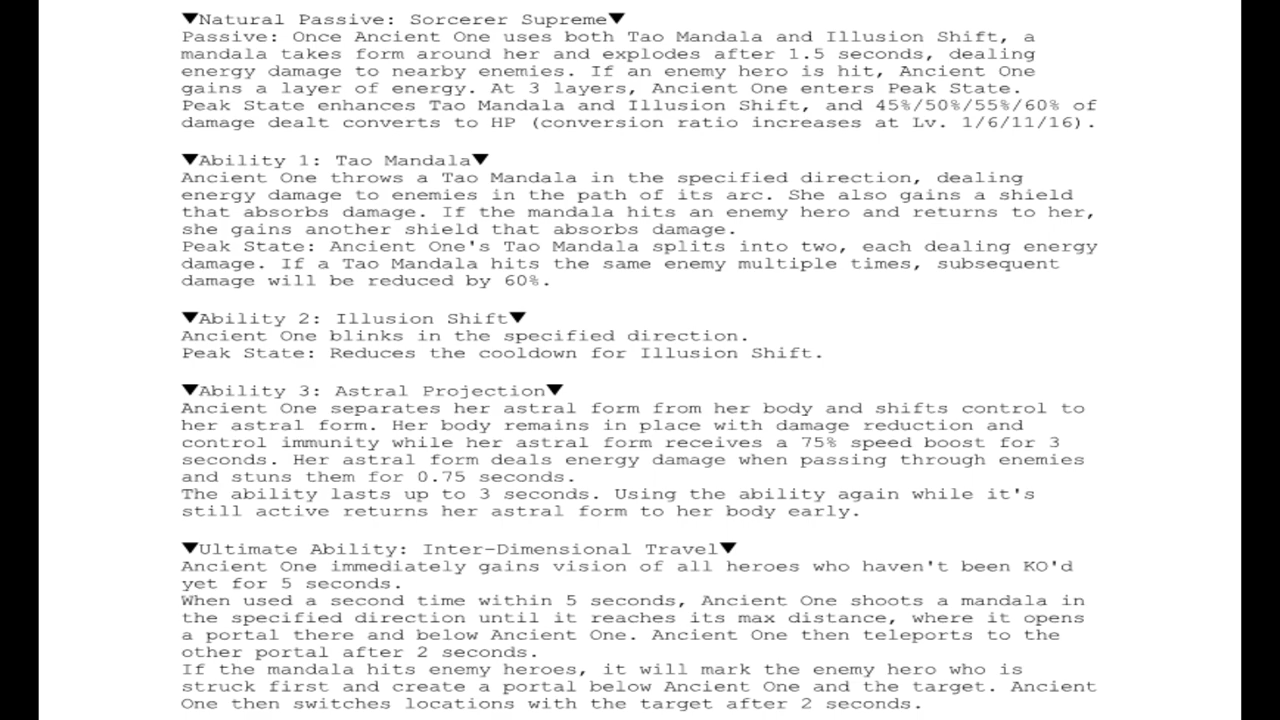 ▼Natural Passive: Sorcerer Supreme▼
Passive: Once Ancient One uses both Tao Mandala and Illusion Shift, a
mandala takes form around her and explodes after 1.5 seconds, dealing
energy damage to nearby enemies. If an enemy hero is hit, Ancient One
gains a layer of energy. At 3 layers, Ancient One enters Peak State.
Peak State enhances Tao Mandala and Illusion Shift, and 45%/50%/55%/60% of
damage dealt converts to HP (conversion ratio increases at Lv. 1/6/11/16).
▼Ability 1: Tao Mandala▼
Ancient One throws a Tao Mandala in the specified direction, dealing
energy damage to enemies in the path of its arc. She also gains a shield
that absorbs damage. If the mandala hits an enemy hero and returns to her,
she gains another shield that absorbs damage.
Peak State: Ancient One's Tao Mandala splits into two, each dealing energy
damage. If a Tao Mandala hits the same enemy multiple times, subsequent
damage will be reduced by 60%.
▼Ability 2: Illusion Shift▼
Ancient One blinks in the specified direction.
Peak State: Reduces the cooldown for Illusion Shift.
▼Ability 3: Astral Projection▼
Ancient One separates her astral form from her body and shifts control to
her astral form. Her body remains in place with damage reduction and
control immunity while her astral form receives a 75% speed boost for 3
seconds. Her astral form deals energy damage when passing through enemies
and stuns them for 0.75 seconds.
The ability lasts up to 3 seconds. Using the ability again while it's
still active returns her astral form to her body early.
▼Ultimate Ability: Inter-Dimensional Travel▼
Ancient One immediately gains vision of all heroes who haven't been KO'd
yet for 5 seconds.
When used a second time within 5 seconds, Ancient One shoots a mandala in
the specified direction until it reaches its max distance, where it opens
a portal there and below Ancient One. Ancient One then teleports to the
other portal after 2 seconds.
If the mandala hits enemy heroes, it will mark the enemy hero who is
struck first and create a portal below Ancient One and the target. Ancient
One then switches locations with the target after 2 seconds.